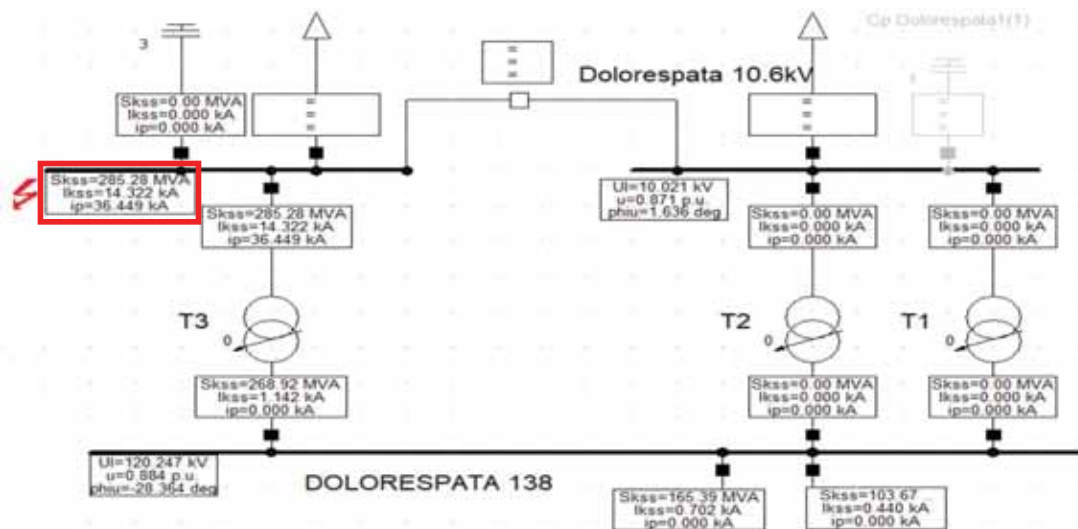 Cp Dolorespata1(1)
3
Dolorespata 10.6kV
Skss=0.00 MVA
Ikss=0.000 kA
ip=0.000 kA
Skss=285.28 MVA
Ikss=14.322 kA
ip=36.449 kA
Skss=285.28 MVA
Ikss=14.322 kA
ip=36.449 kA
Ul=10.021 kV
u=0.871 p.u.
phiu=1.636 deg
Skss=0.00 MVA
Ikss=0.000 kA
ip=0.000 kA
Skss=0.00 MVA
Ikss=0.000 kA
ip=0.000 kA
T3
0
T2
0
T1
0
Skss=268.92 MVA
Ikss=1.142 kA
ip=0.000 kA
Skss=0.00 MVA
Ikss=0.000 kA
ip=0.000 kA
Skss=0.00 MVA
Ikss=0.000 kA
ip=0.000 kA
Ul=120.247 kV
u=0.884 p.u.
phiu=-28.364 deg
DOLORESPATA 138
Skss=165.39 MVA
Ikss=0.702 kA
ip=0.000 kA
Skss=103.67
Ikss=0.440 kA
ip=0.000 kA